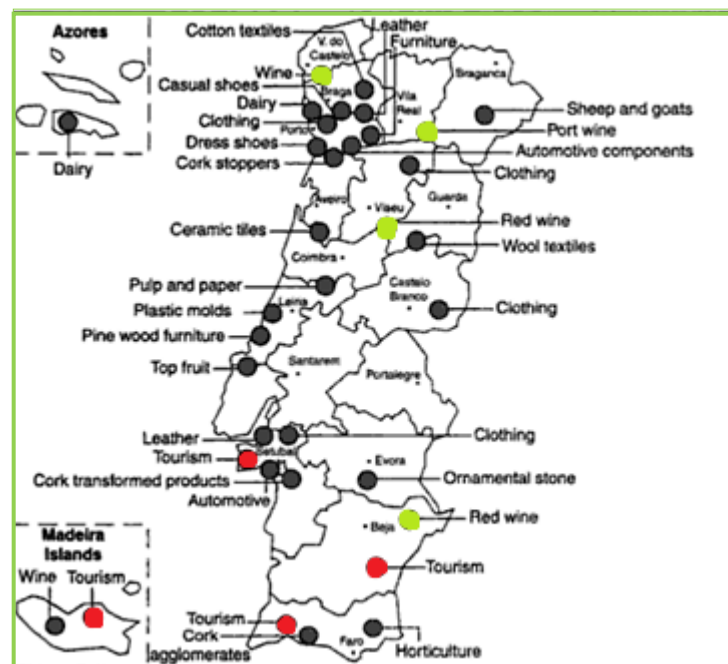 Azores
Dairy
Cotton textiles
Leather
Furniture
V. do
Castelo
Wine
Braganca
Casual shoes
Braga
Vila
Real
Dairy
Sheep and goats
Clothing
Porto
Port wine
Dress shoes
Automotive components
Cork stoppers
Clothing
Aveiro
Viseu
Guarda
Red wine
Ceramic tiles
Wool textiles
Coimbra
Pulp and paper
Castelo
Branco
Leiria
Plastic molds
Clothing
Pine wood furniture
Top fruit
Santarem
Portalegre
Leather
Clothing
Tourism
Setubal
Evora
Cork transformed products
Ornamental stone
Automotive
Red wine
Beja
Madeira
Islands
Wine
Tourism
Tourism
Tourism
Cork
agglomerates
Faro
Horticulture